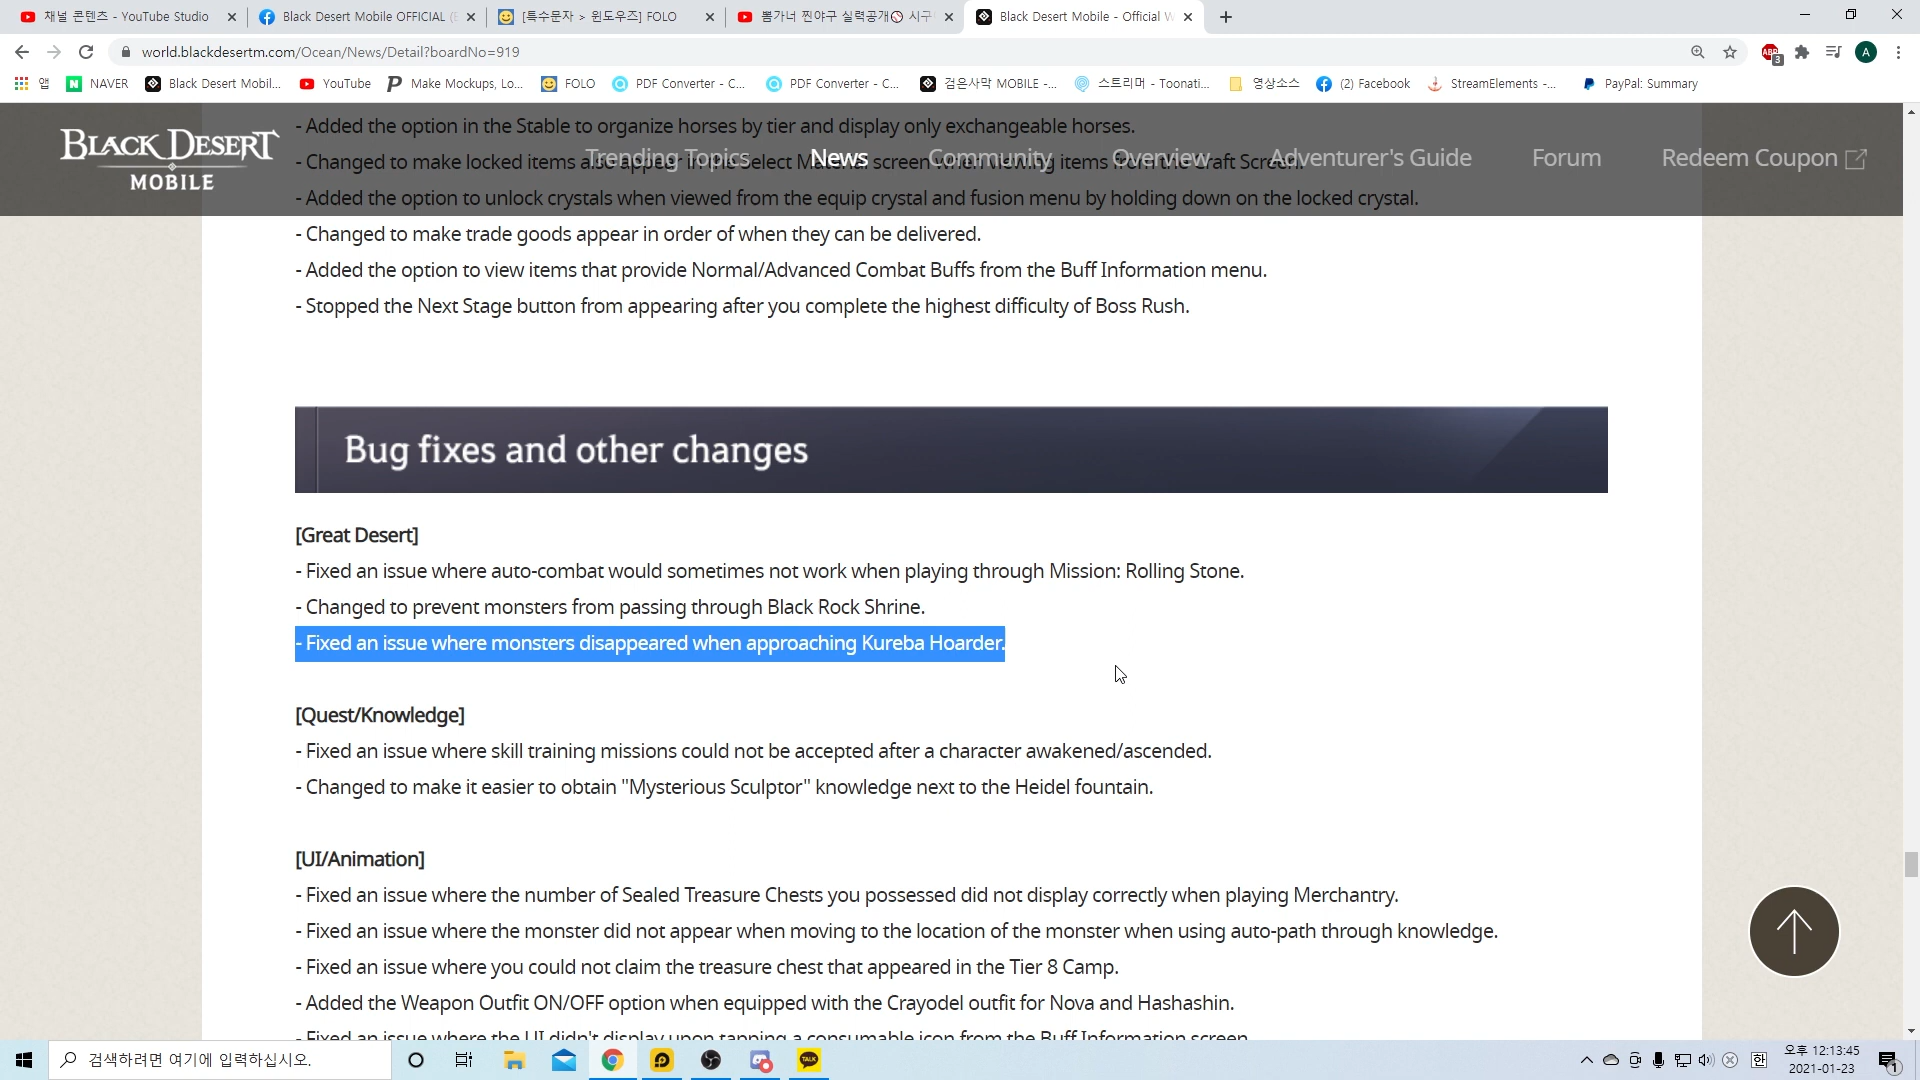 채널 콘텐츠 - YouTube Studio
Black Desert Mobile OFFICIAL (E
[특수문자 > 윈도우즈] FOLO
뽐가너 찐야구 실력공개⚾ 시구
Black Desert Mobile - Official W
world.blackdesertm.com/Ocean/News/Detail?boardNo=919
ABP
3
A
앱
NAVER
Black Desert Mobil...
YouTube
Make Mockups, Lo...
FOLO
PDF Converter - C...
PDF Converter - C...
검은사막 MOBILE -...
스트리머 - Toonati...
영상소스
(2) Facebook
StreamElements -...
PayPal: Summary
BLACK DESERT
MOBILE
Trending Topics
News
Community
Overview
Adventurer's Guide
Forum
Redeem Coupon
- Added the option in the Stable to organize horses by tier and display only exchangeable horses.
- Changed to make locked items also appear in the Select Material screen when viewing items from the Craft Screen.
- Added the option to unlock crystals when viewed from the equip crystal and fusion menu by holding down on the locked crystal.
- Changed to make trade goods appear in order of when they can be delivered.
- Added the option to view items that provide Normal/Advanced Combat Buffs from the Buff Information menu.
- Stopped the Next Stage button from appearing after you complete the highest difficulty of Boss Rush.
Bug fixes and other changes
[Great Desert]
- Fixed an issue where auto-combat would sometimes not work when playing through Mission: Rolling Stone.
- Changed to prevent monsters from passing through Black Rock Shrine.
- Fixed an issue where monsters disappeared when approaching Kureba Hoarder.
[Quest/Knowledge]
- Fixed an issue where skill training missions could not be accepted after a character awakened/ascended.
- Changed to make it easier to obtain "Mysterious Sculptor" knowledge next to the Heidel fountain.
[UI/Animation]
- Fixed an issue where the number of Sealed Treasure Chests you possessed did not display correctly when playing Merchantry.
- Fixed an issue where the monster did not appear when moving to the location of the monster when using auto-path through knowledge.
- Fixed an issue where you could not claim the treasure chest that appeared in the Tier 8 Camp.
- Added the Weapon Outfit ON/OFF option when equipped with the Crayodel outfit for Nova and Hashashin.
- Fixed an issue where the UI didn't display upon tapping a consumable icon from the Buff Information screen.
검색하려면 여기에 입력하십시오.
TALK
한
오후 12:13:45
2021-01-23
1